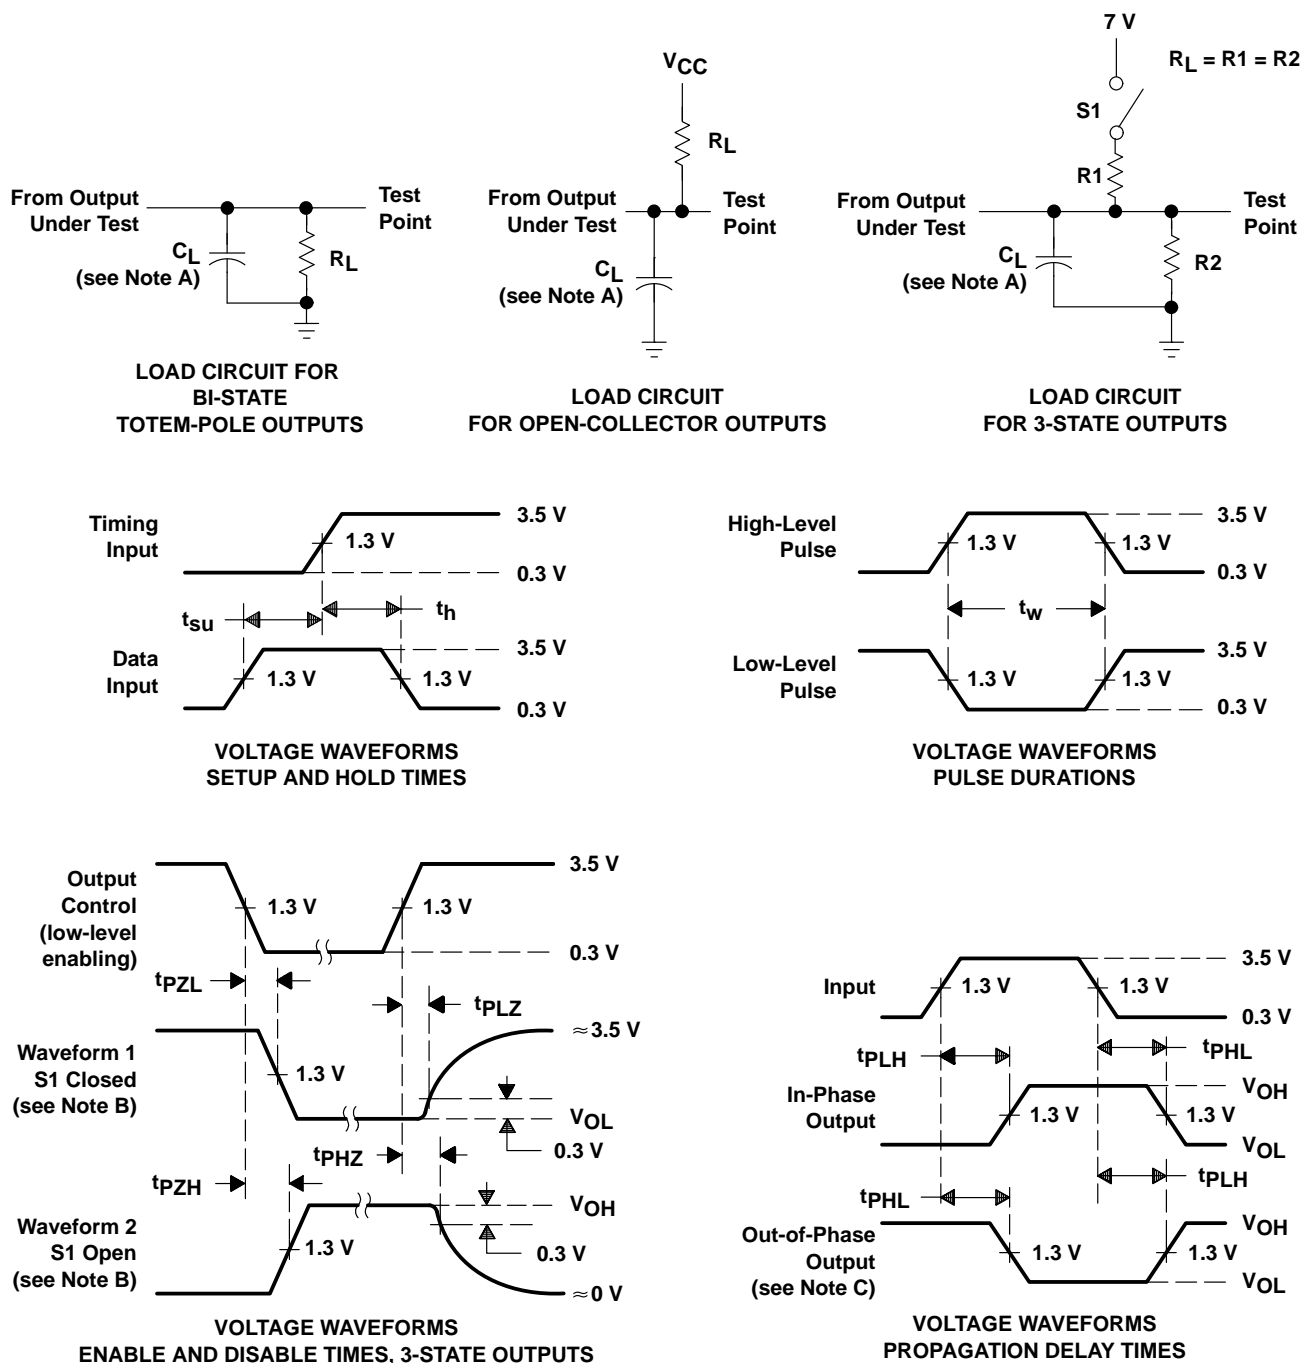 7 V
RL = R1 = R2
S1
R1
From Output
Under Test
Test
Point
CL
(see Note A)
R2
LOAD CIRCUIT
FOR 3-STATE OUTPUTS
VCC
RL
From Output
Under Test
Test
Point
CL
(see Note A)
LOAD CIRCUIT
FOR OPEN-COLLECTOR OUTPUTS
From Output
Under Test
Test
Point
CL
(see Note A)
RL
LOAD CIRCUIT FOR
BI-STATE
TOTEM-POLE OUTPUTS
Timing
Input
3.5 V
1.3 V
0.3 V
tsu
th
Data
Input
3.5 V
1.3 V
1.3 V
0.3 V
VOLTAGE WAVEFORMS
SETUP AND HOLD TIMES
High-Level
Pulse
3.5 V
1.3 V
1.3 V
0.3 V
tw
Low-Level
Pulse
3.5 V
1.3 V
1.3 V
0.3 V
VOLTAGE WAVEFORMS
PULSE DURATIONS
Output
Control
(low-level
enabling)
3.5 V
1.3 V
1.3 V
0.3 V
tPZL
tPLZ
Waveform 1
S1 Closed
(see Note B)
≈3.5 V
1.3 V
VOL
0.3 V
tPHZ
tPZH
Waveform 2
S1 Open
(see Note B)
VOH
1.3 V
0.3 V
≈0 V
VOLTAGE WAVEFORMS
ENABLE AND DISABLE TIMES, 3-STATE OUTPUTS
Input
3.5 V
1.3 V
1.3 V
0.3 V
tPLH
tPHL
In-Phase
Output
VOH
1.3 V
1.3 V
VOL
tPHL
tPLH
Out-of-Phase
Output
(see Note C)
VOH
1.3 V
1.3 V
VOL
VOLTAGE WAVEFORMS
PROPAGATION DELAY TIMES